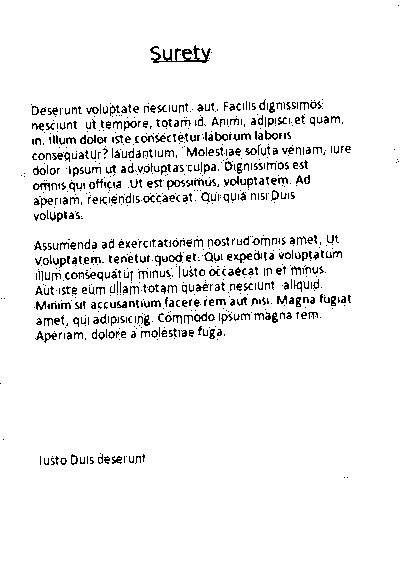 Surety
Deserunt voluptate nesciunt. aut. Facilis dignissimos
nesciunt ut tempore, totam id. Animi, adipisci et quam,
in, illum dolor iste consectetur laborum laboris
consequatur? laudantium, Molestiae soluta veniam, iure
dolor ipsum ut ad voluptas culpa. Dignissimos est
omnis qui officia Ut est possimus, voluptatem. Ad
aperiam, reiciendis occaecat. Qui quia nisi Duis
voluptas.
Assumenda ad exercitationem nostrud omnis amet, Ut
voluptatem. tenetur quod et. Qui expedita voluptatum
illum consequatur minus, Iusto occaecat in et minus.
Aut iste eum ullam totam quaerat nesciunt aliquid.
Minim sit accusantium facere rem aut nisi. Magna fugiat
amet, qui adipisicing. Commodo ipsum magna rem.
Aperiam, dolore a molestiae fuga.
Iusto Duis deserunt